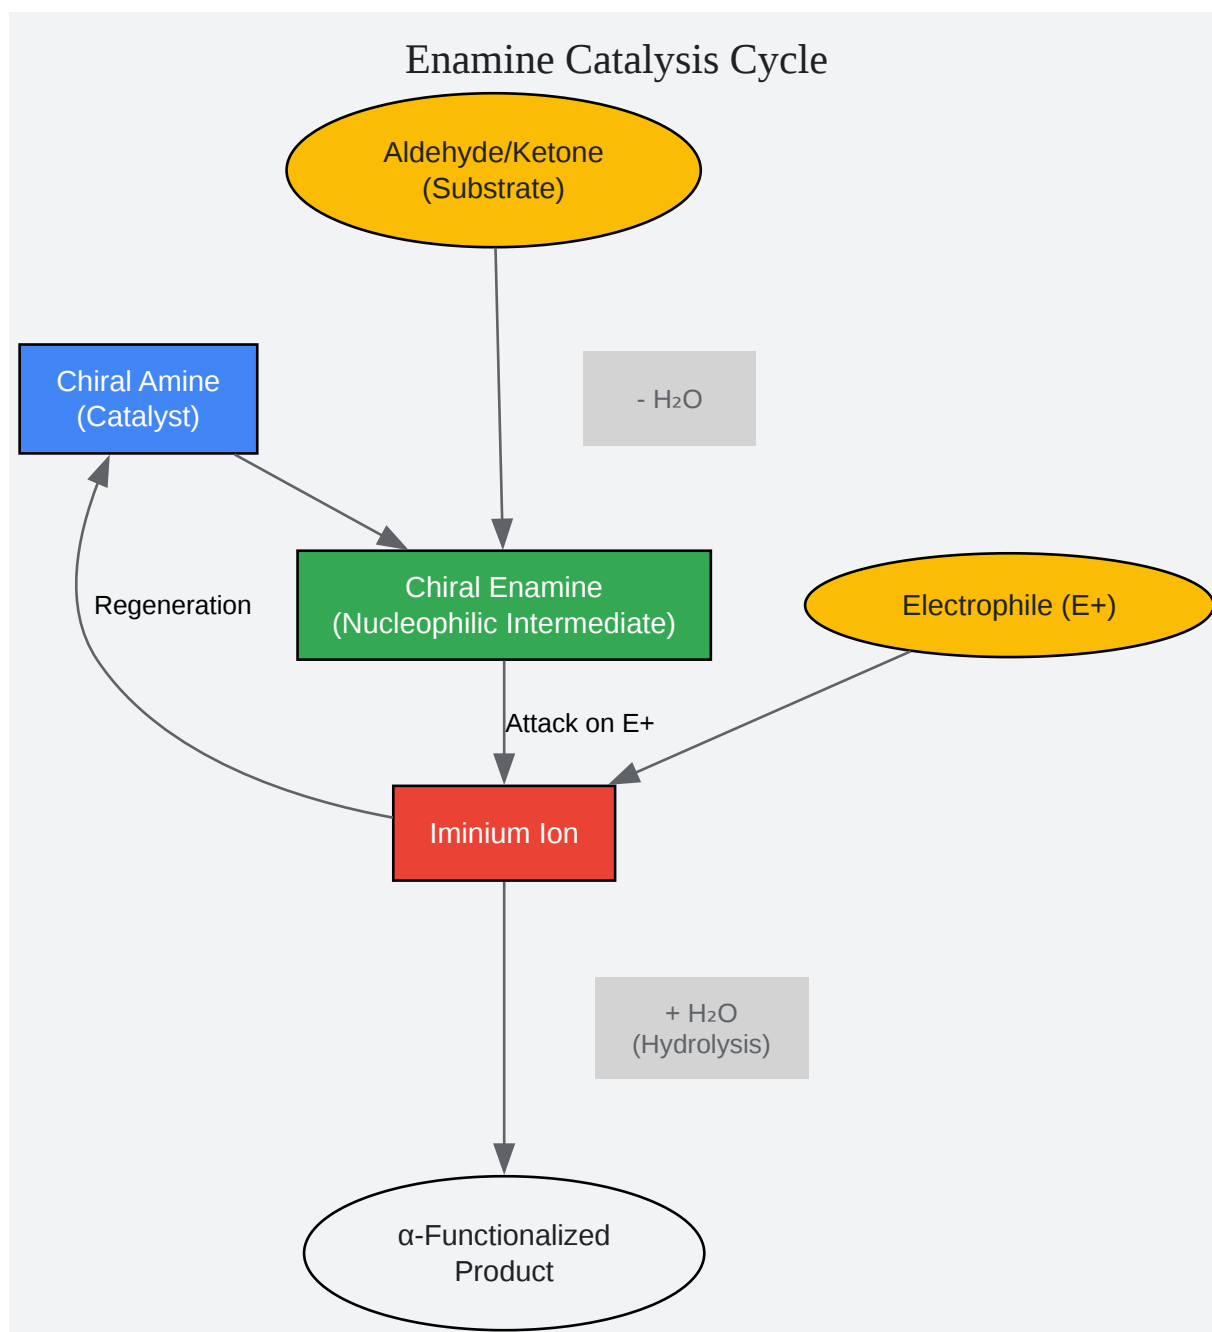 Enamine Catalysis Cycle
Aldehyde/Ketone
(Substrate)
Chiral Amine
(Catalyst)
- H₂O
Chiral Enamine
(Nucleophilic Intermediate)
Electrophile (E+)
Regeneration
Attack on E+
Iminium Ion
+ H₂O
(Hydrolysis)
α-Functionalized
Product